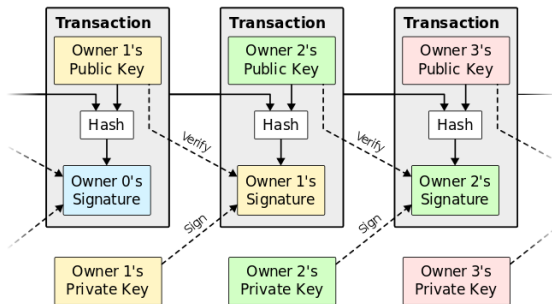 Transaction
Owner 1's
Public Key
Hash
Owner 0's
Signature
Transaction
Owner 2's
Public Key
Hash
Verify
Owner 1's
Signature
Sign
Transaction
Owner 3's
Public Key
Hash
Verify
Owner 2's
Signature
Sign
Owner 1's
Private Key
Owner 2's
Private Key
Owner 3's
Private Key